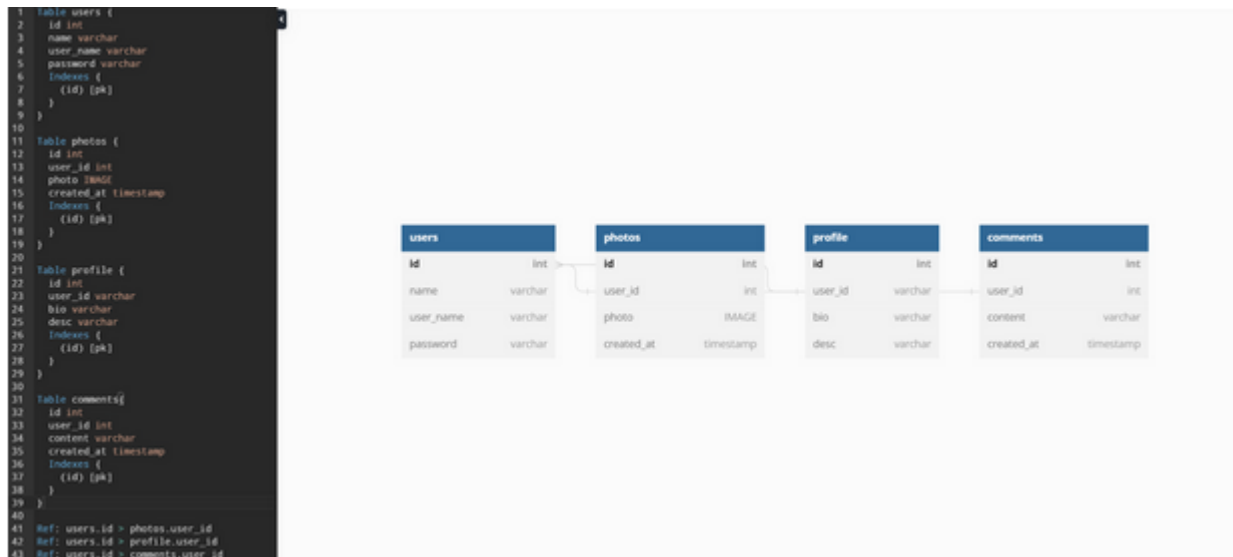 1 Table users {
2 id int
3 name varchar
4 user_name varchar
5 password varchar
6 Indexes {
7 (id) [pk]
8 }
9 }
10
11 Table photos {
12 id int
13 user_id int
14 photo IMAGE
15 created_at timestamp
16 Indexes {
17 (id) [pk]
18 }
19 }
20
21 Table profile {
22 id int
23 user_id varchar
24 bio varchar
25 desc varchar
26 Indexes {
27 (id) [pk]
28 }
29 }
30
31 Table comments{
32 id int
33 user_id int
34 content varchar
35 created_at timestamp
36 Indexes {
37 (id) [pk]
38 }
39 }
40
41 Ref: users.id > photos.user_id
42 Ref: users.id > profile.user_id
43 Ref: users.id > comments.user_id
users
id int
name varchar
user_name varchar
password varchar
photos
id int
user_id int
photo IMAGE
created_at timestamp
profile
id int
user_id varchar
bio varchar
desc varchar
comments
id int
user_id int
content varchar
created_at timestamp